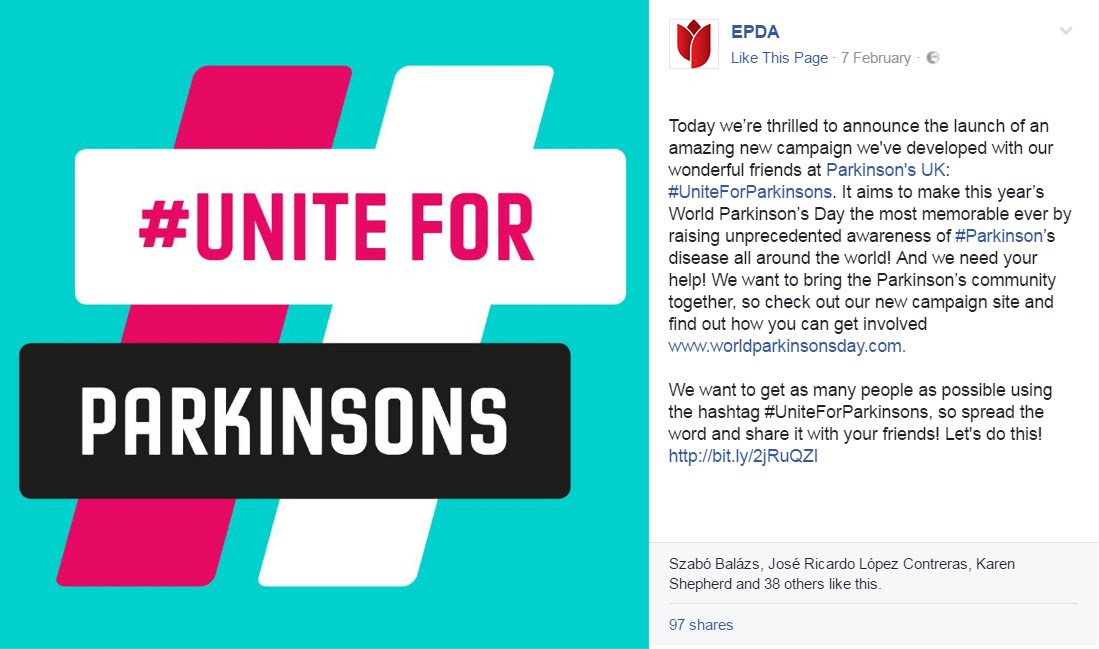 #UNITE FOR
PARKINSONS
EPDA
Like This Page · 7 February ·
Today we’re thrilled to announce the launch of an
amazing new campaign we've developed with our
wonderful friends at Parkinson's UK:
#UniteForParkinsons. It aims to make this year’s
World Parkinson’s Day the most memorable ever by
raising unprecedented awareness of #Parkinson’s
disease all around the world! And we need your
help! We want to bring the Parkinson’s community
together, so check out our new campaign site and
find out how you can get involved
www.worldparkinsonsday.com.
We want to get as many people as possible using
the hashtag #UniteForParkinsons, so spread the
word and share it with your friends! Let's do this!
http://bit.ly/2jRuQZI
Szabó Balázs, José Ricardo López Contreras, Karen
Shepherd and 38 others like this.
97 shares